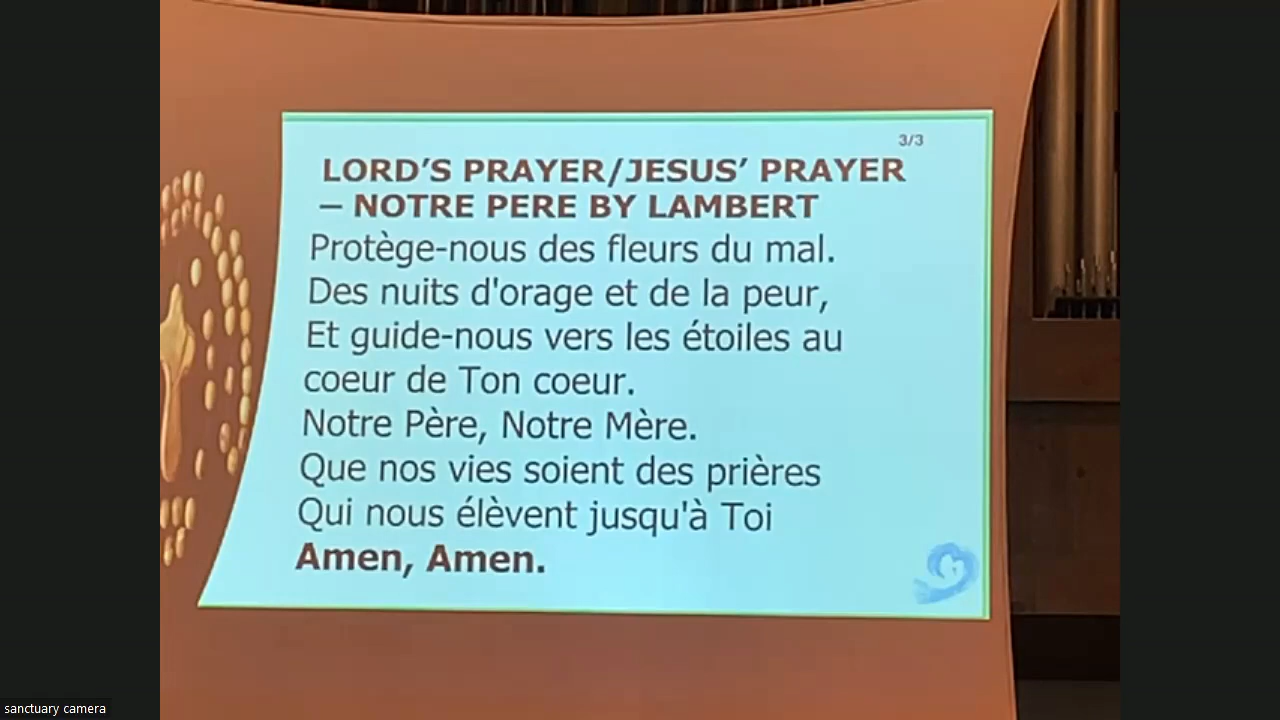 3/3
LORD’S PRAYER/JESUS’ PRAYER
– NOTRE PERE BY LAMBERT
Protège-nous des fleurs du mal.
Des nuits d'orage et de la peur,
Et guide-nous vers les étoiles au
coeur de Ton coeur.
Notre Père, Notre Mère.
Que nos vies soient des prières
Qui nous élèvent jusqu'à Toi
Amen, Amen.
sanctuary camera